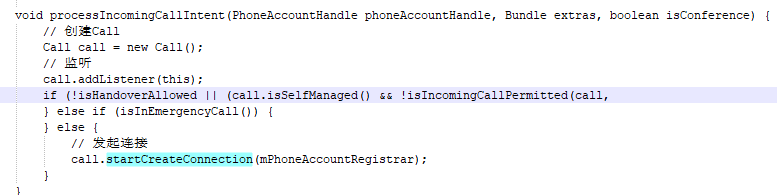 void processIncomingCallIntent(PhoneAccountHandle phoneAccountHandle, Bundle extras, boolean isConference) {
// 创建Call
Call call = new Call();
// 监听
call.addListener(this);
if (!isHandoverAllowed || (call.isSelfManaged() && !isIncomingCallPermitted(call,
} else if (isInEmergencyCall()) {
} else {
// 发起连接
call.startCreateConnection(mPhoneAccountRegistrar);
}
}